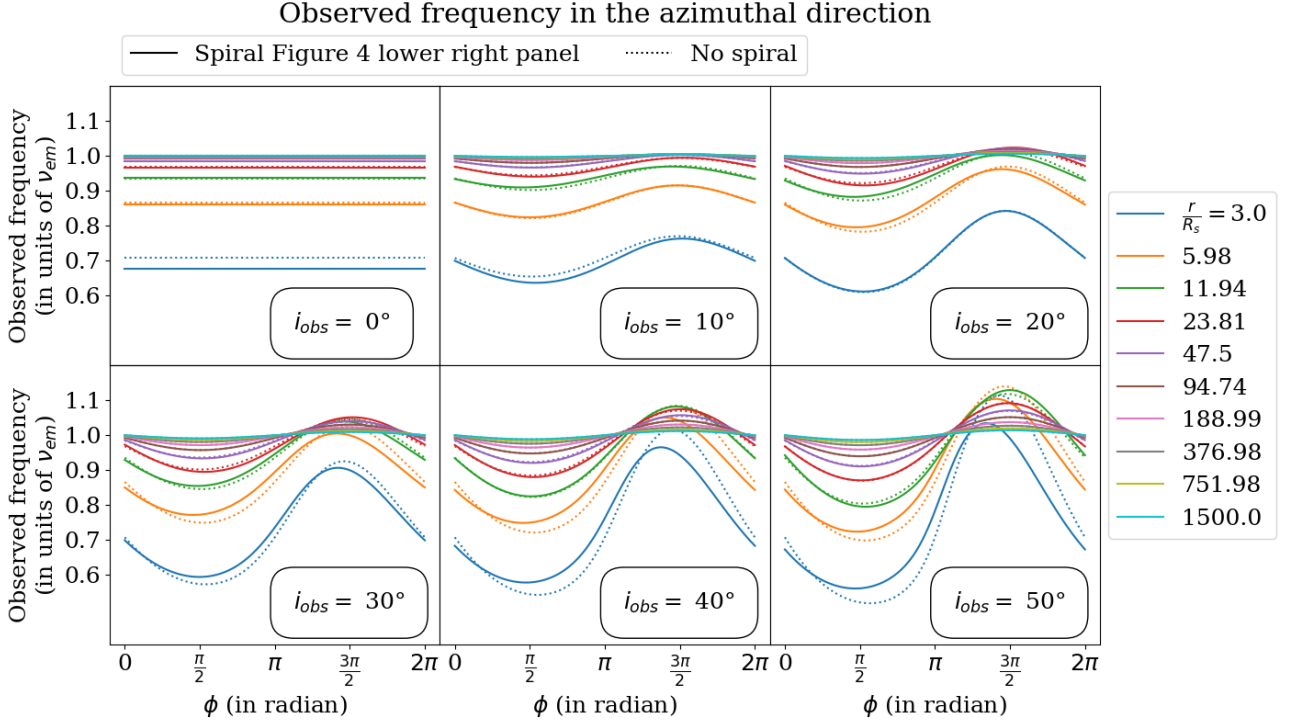 Observed frequency in the azimuthal direction
Spiral Figure 4 lower right panel
No spiral
Observed frequency
(in units of ν_em)
1.1
1.0
0.9
0.8
0.7
0.6
i_obs = 0°
i_obs = 10°
i_obs = 20°
Observed frequency
(in units of ν_em)
1.1
1.0
0.9
0.8
0.7
0.6
i_obs = 30°
i_obs = 40°
i_obs = 50°
0 π/2 π 3π/2 2π
0 π/2 π 3π/2 2π
0 π/2 π 3π/2 2π
ϕ (in radian)
ϕ (in radian)
ϕ (in radian)
r/R_s = 3.0
5.98
11.94
23.81
47.5
94.74
188.99
376.98
751.98
1500.0